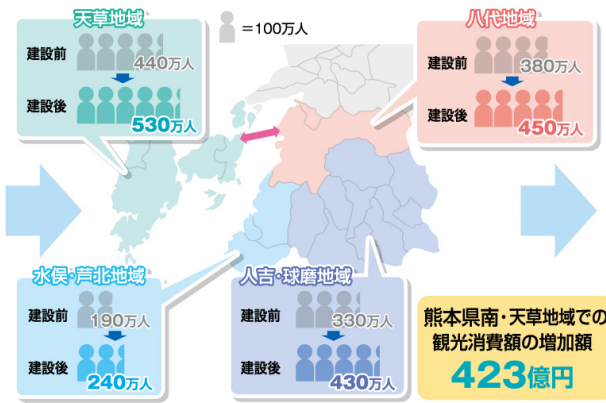 天草地域
建設前 440万人
建設後
530万人
=100万人
八代地域
建設前 380万人
建設後
450万人
水俣・芦北地域
建設前 190万人
建設後
240万人
人吉・球磨地域
建設前 330万人
建設後
430万人
熊本県南・天草地域での
観光消費額の増加額
423億円